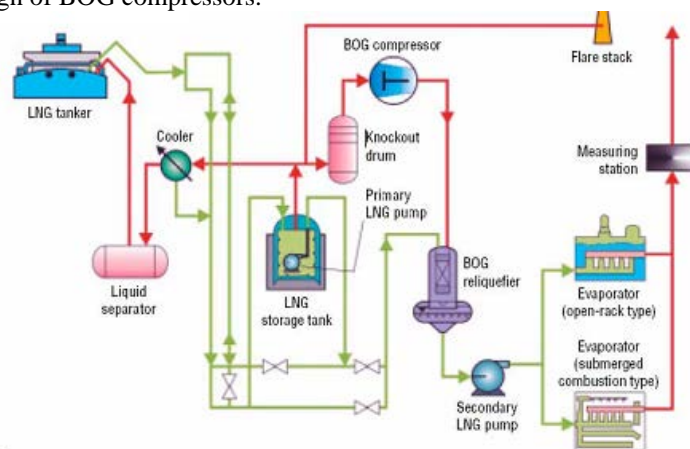 gn of BOG compressors.
BOG compressor
Flare stack
LNG tanker
Cooler
Knockout
drum
Measuring
station
Primary
LNG pump
Liquid
separator
LNG
storage tank
BOG
reliquefier
Evaporator
(open-rack type)
Evaporator
(submerged
combustion type)
Secondary
LNG pump